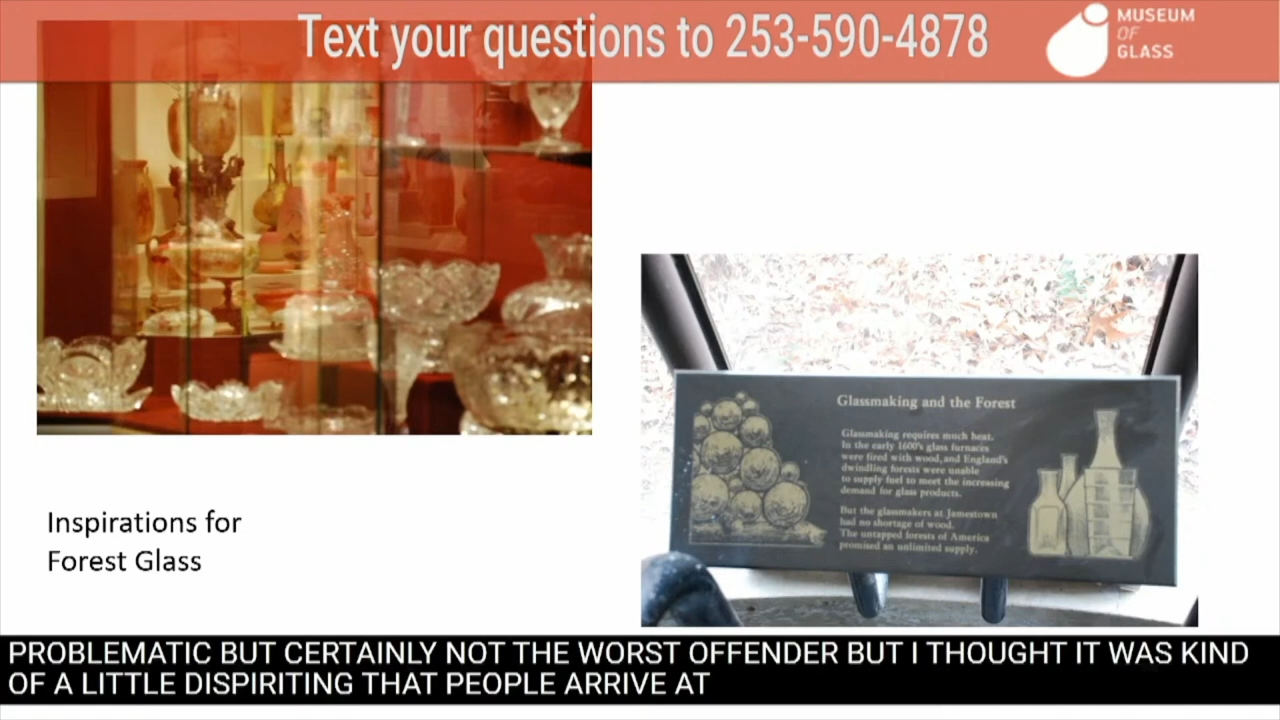 Text your questions to 253-590-4878
MUSEUM
OF
GLASS
Glassmaking and the Forest
Glassmaking requires much heat.
In the early 1600's glass furnaces
were fired with wood, and England's
dwindling forests were unable
to supply fuel to meet the increasing
demand for glass products.
But the glassmakers at Jamestown
had no shortage of wood.
The untapped forests of America
promised an unlimited supply.
Inspirations for
Forest Glass
PROBLEMATIC BUT CERTAINLY NOT THE WORST OFFENDER BUT I THOUGHT IT WAS KIND
OF A LITTLE DISPIRITING THAT PEOPLE ARRIVE AT